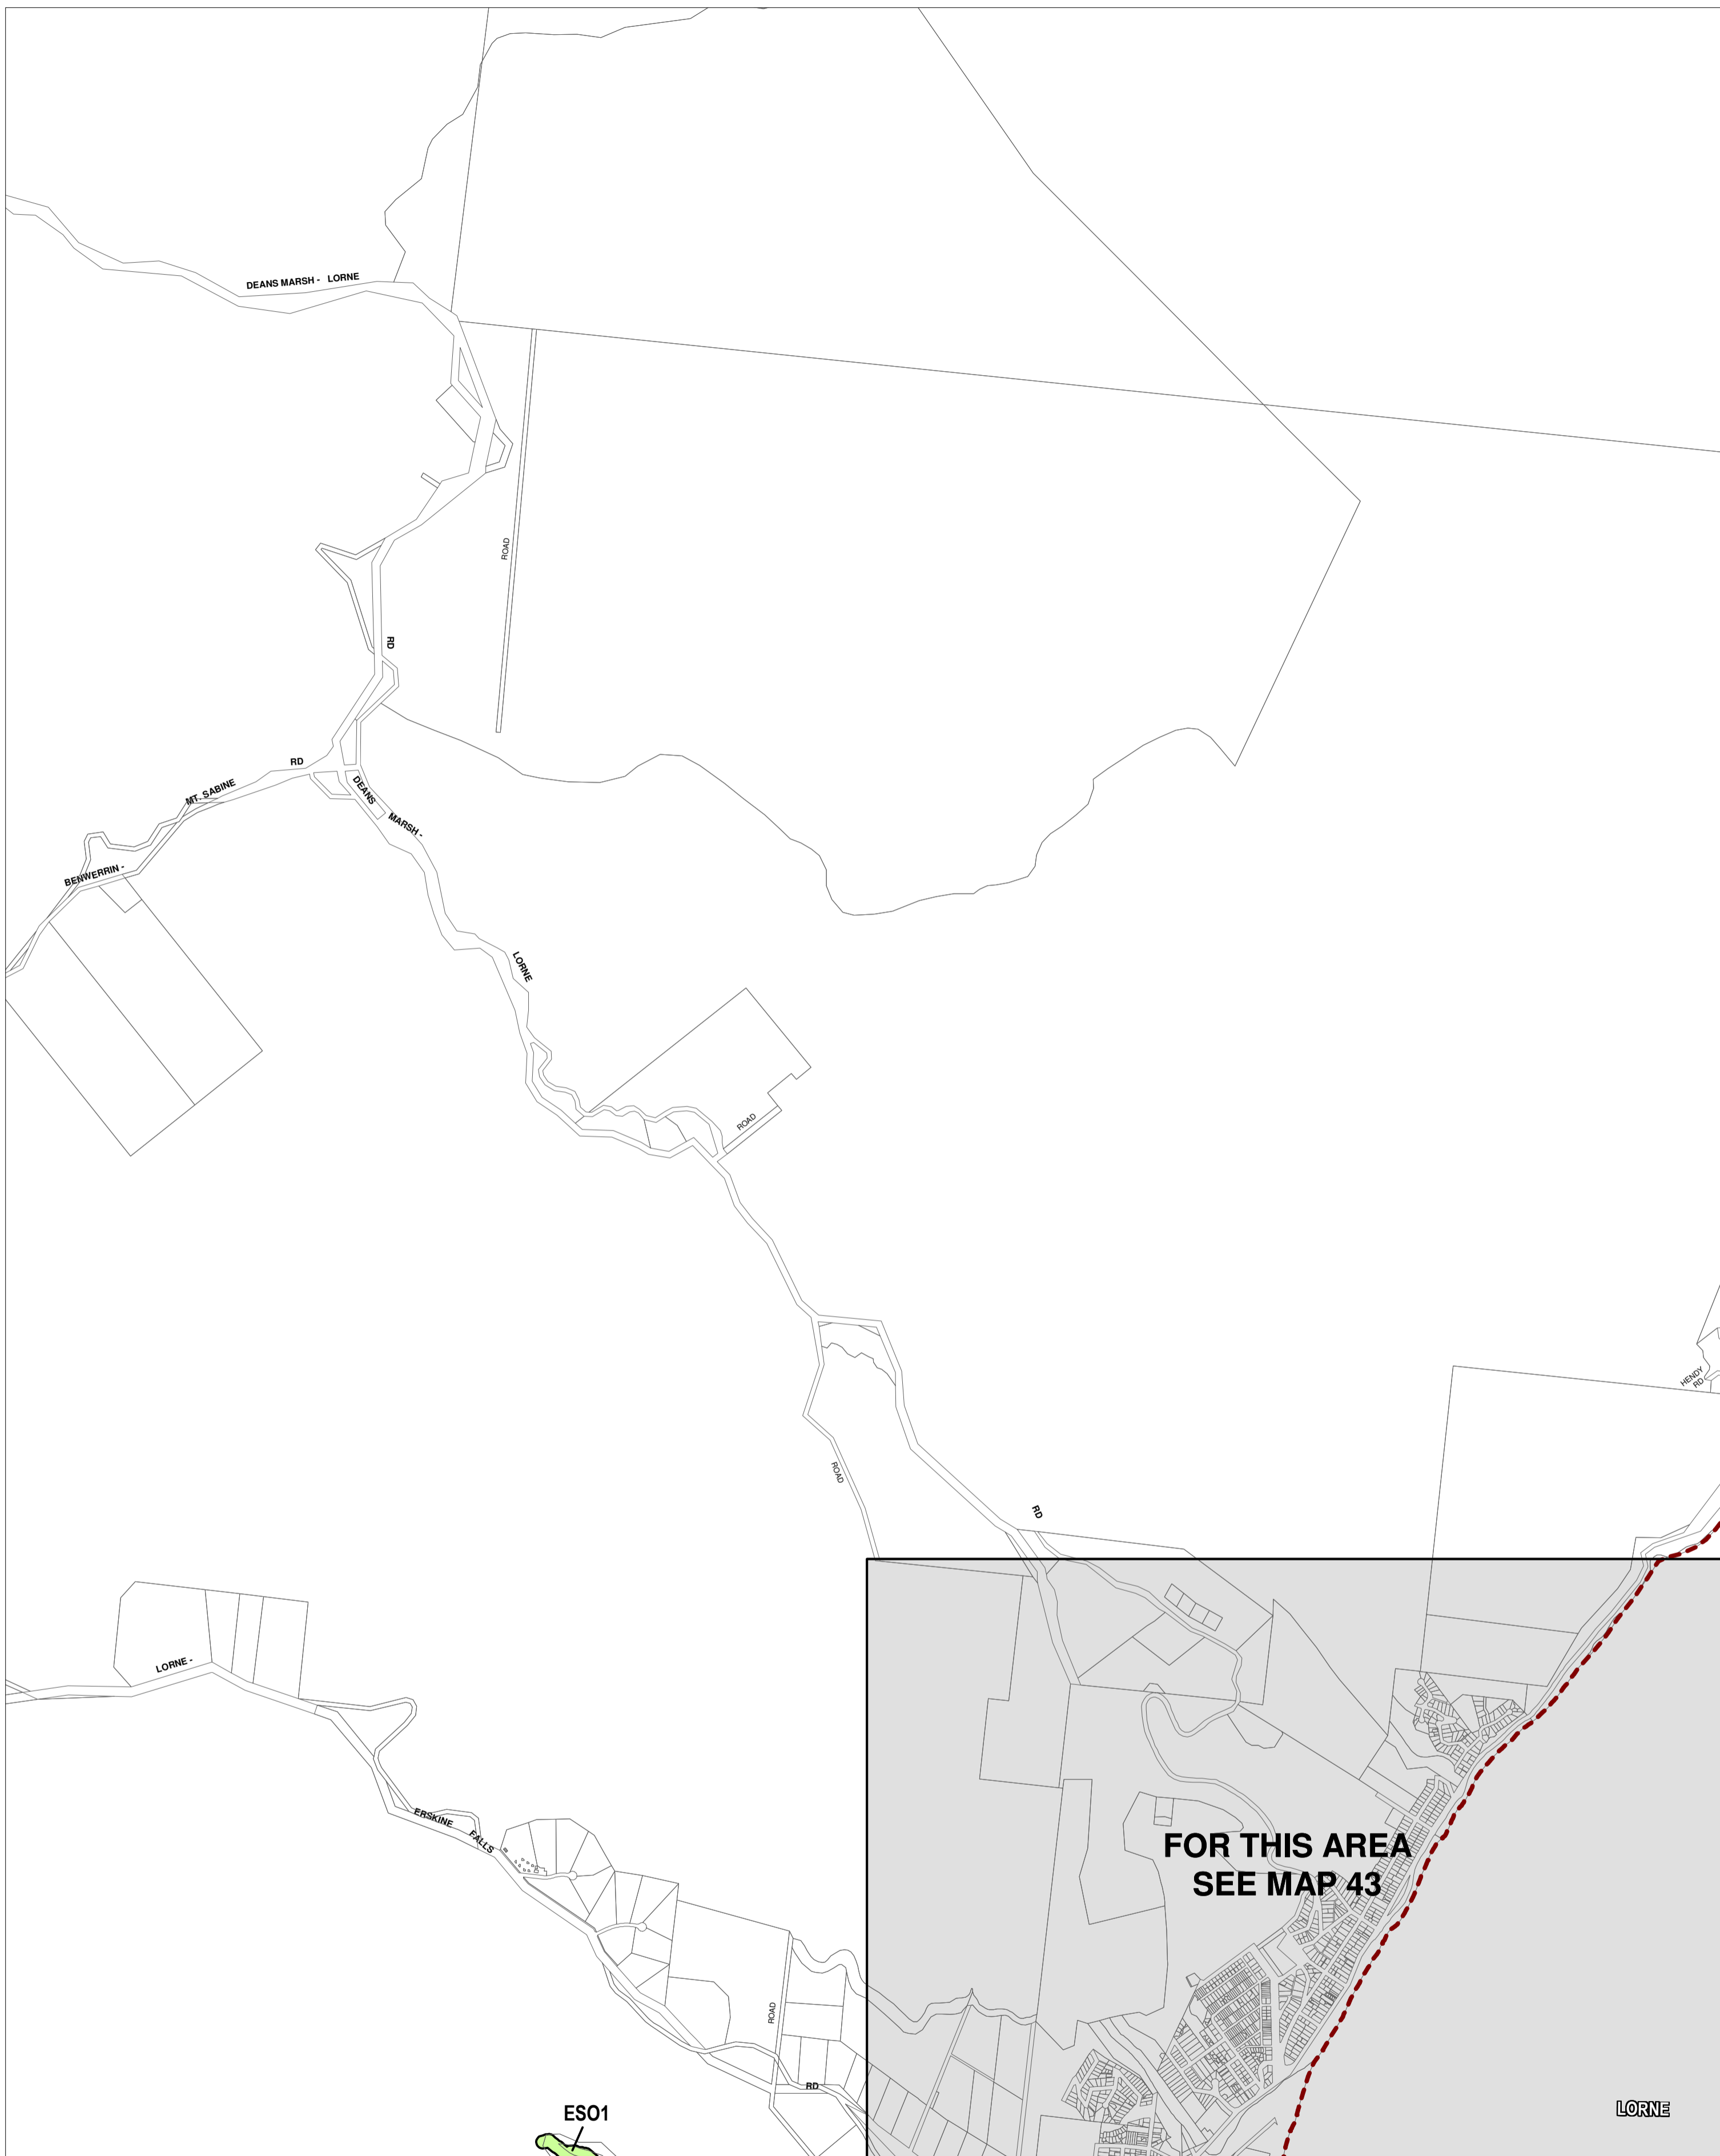 DEANS MARSH - LORNE
ROAD
RD
RD
MT. SABINE
DEANS
MARSH -
BENWERRIN -
LORNE
ROAD
HENDY
RD
ROAD
RD
LORNE -
ERSKINE
FALLS
FOR THIS AREA
SEE MAP 43
ROAD
RD
ESO1
LORNE